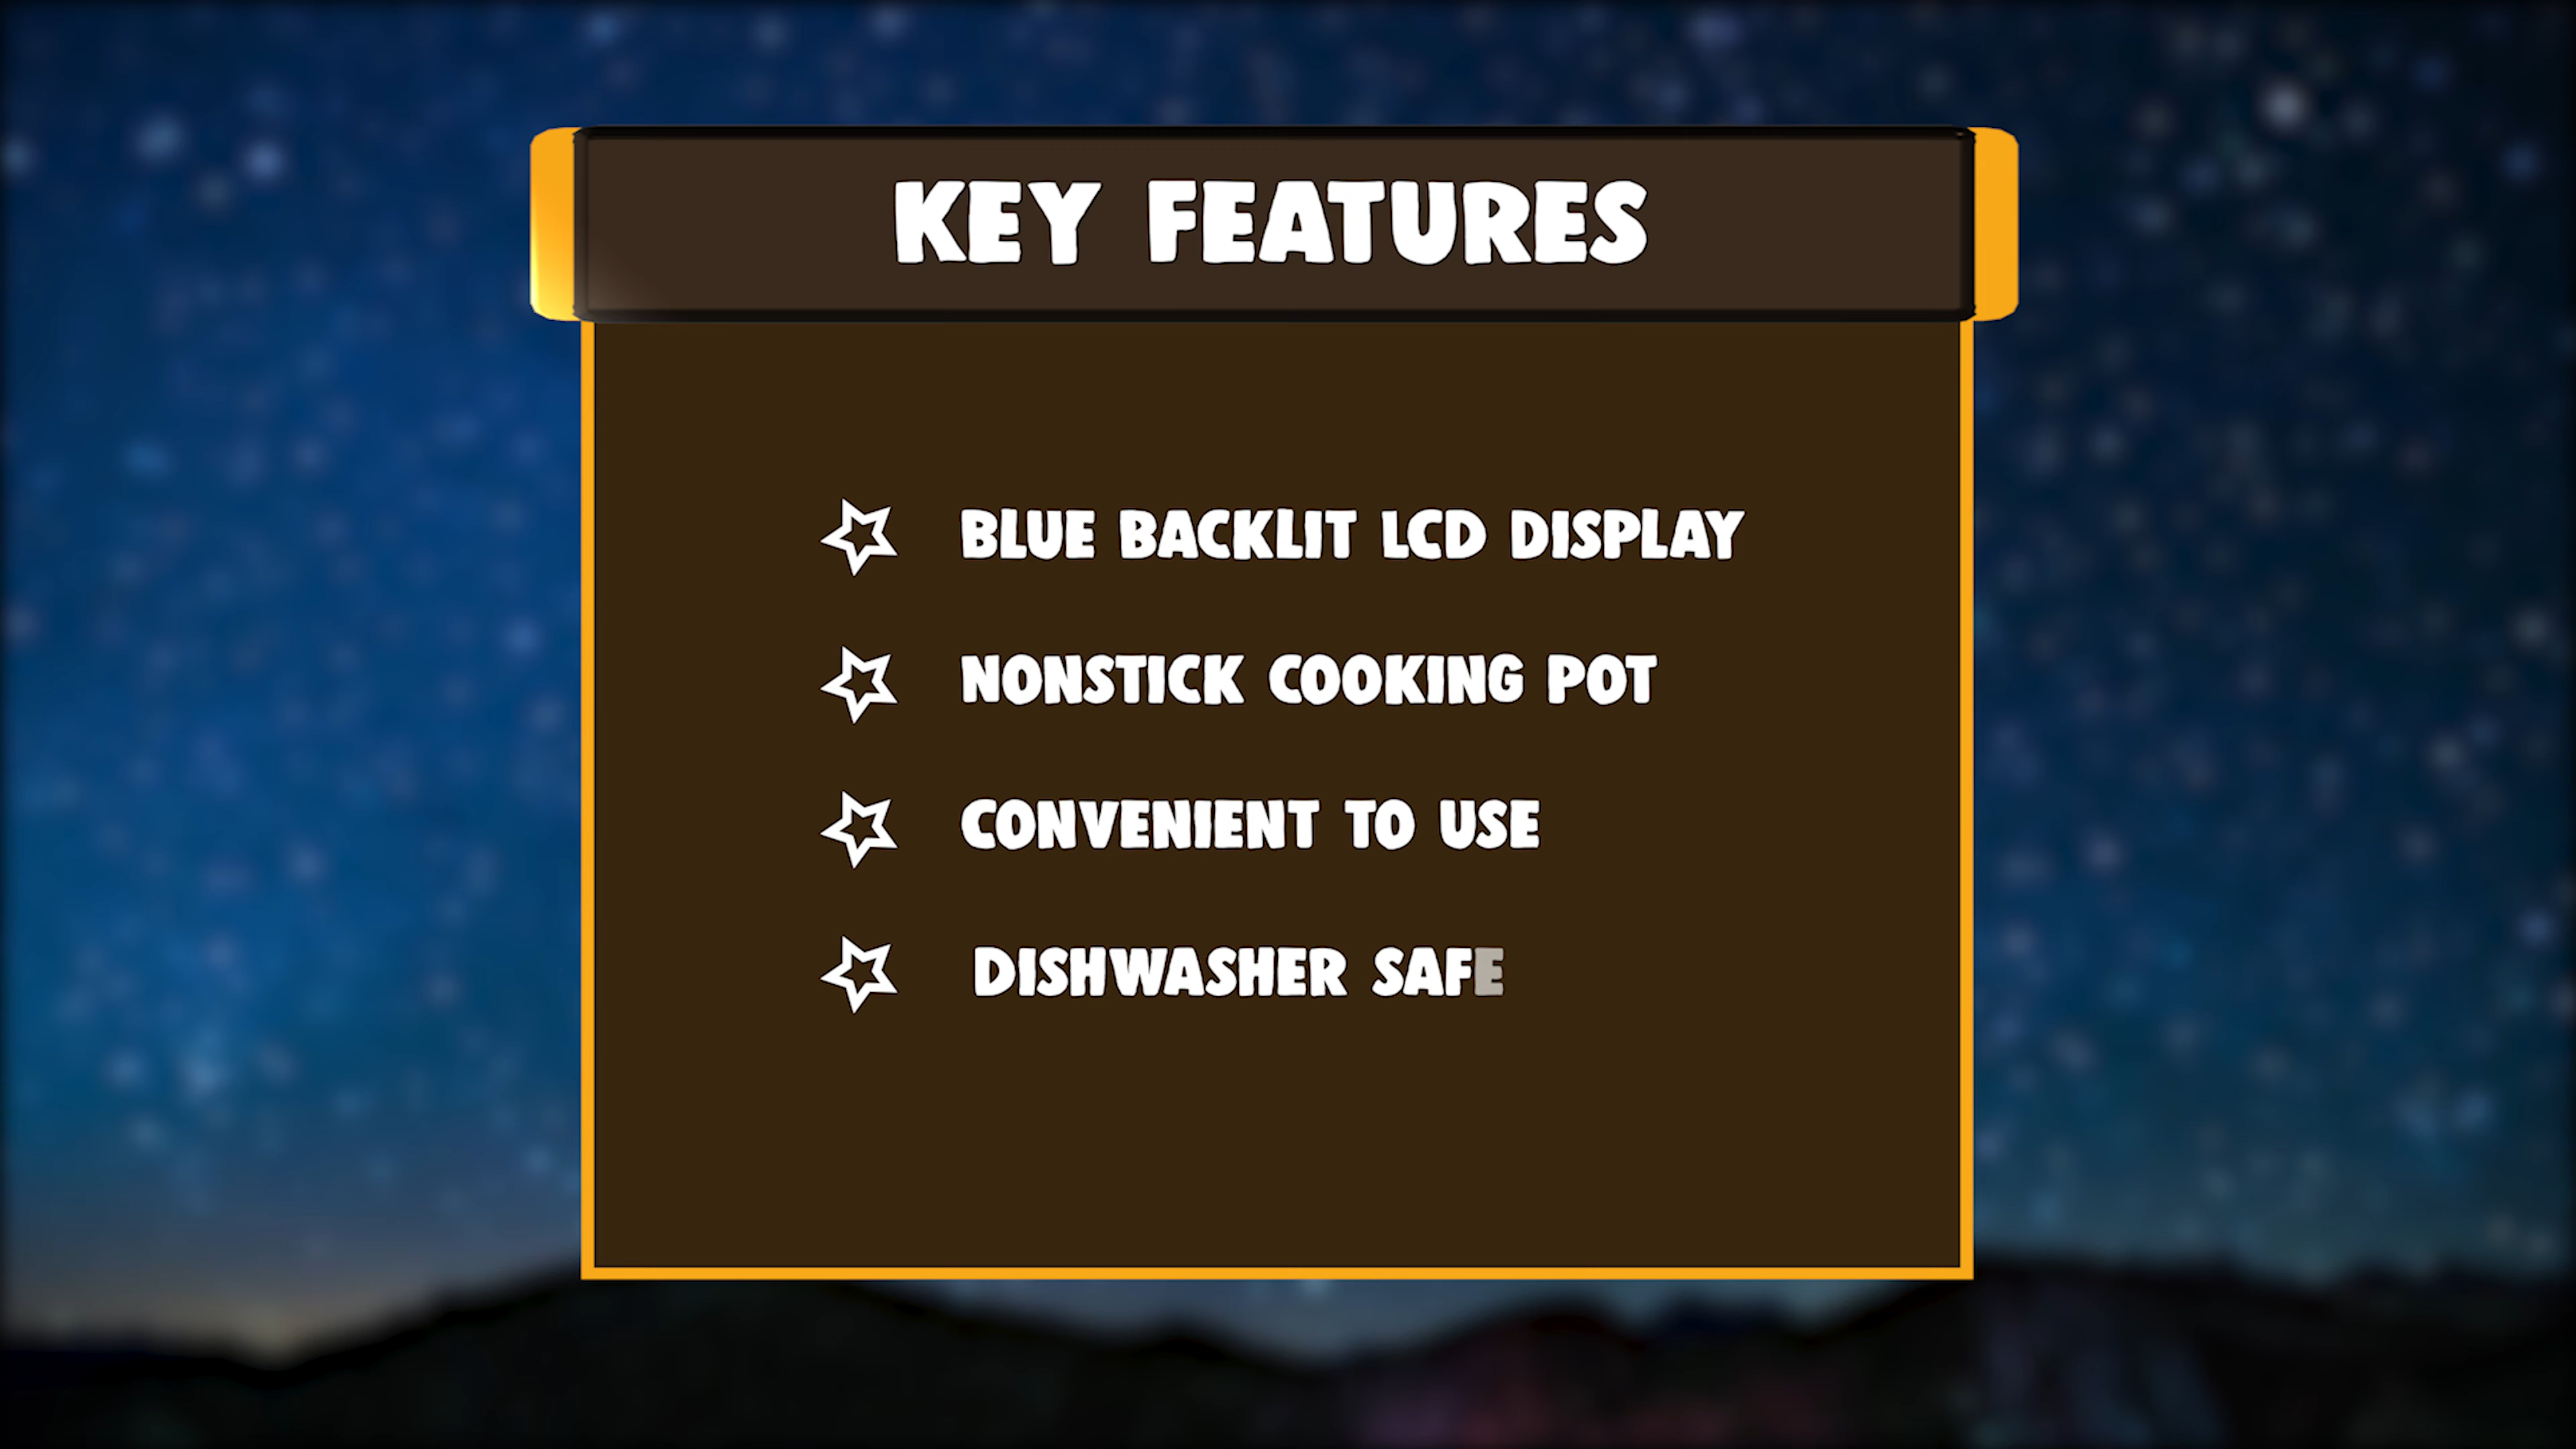 KEY FEATURES
BLUE BACKLIT LCD DISPLAY
NONSTICK COOKING POT
CONVENIENT TO USE
DISHWASHER SAFE